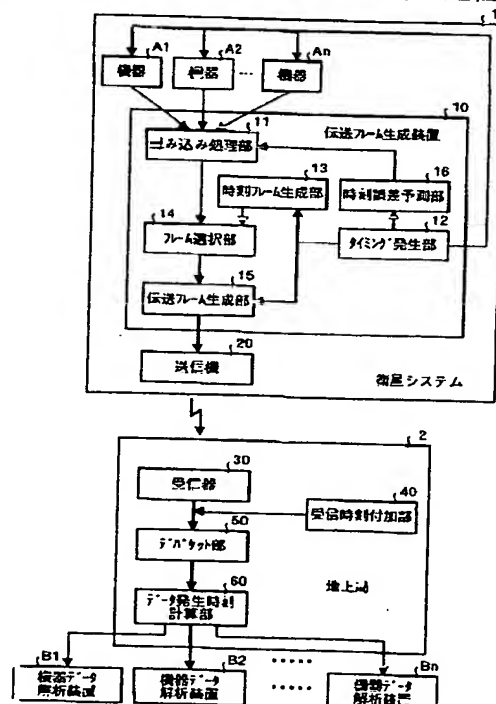 1
A1
A2
An
機器
機器
…
機器
10
伝送フレーム生成装置
11
読み込み処理部
13
時刻フレーム生成部
16
時刻誤差予測部
14
フレーム選択部
12
タイミング発生部
15
伝送フレーム生成部
20
送信機
衛星システム
2
30
受信器
40
受信時刻付加部
50
デパケット部
60
データ発生時刻
計算部
地上局
B1
機器データ
解析装置
B2
機器データ
解析装置
.....
.....
Bn
機器データ
解析装置